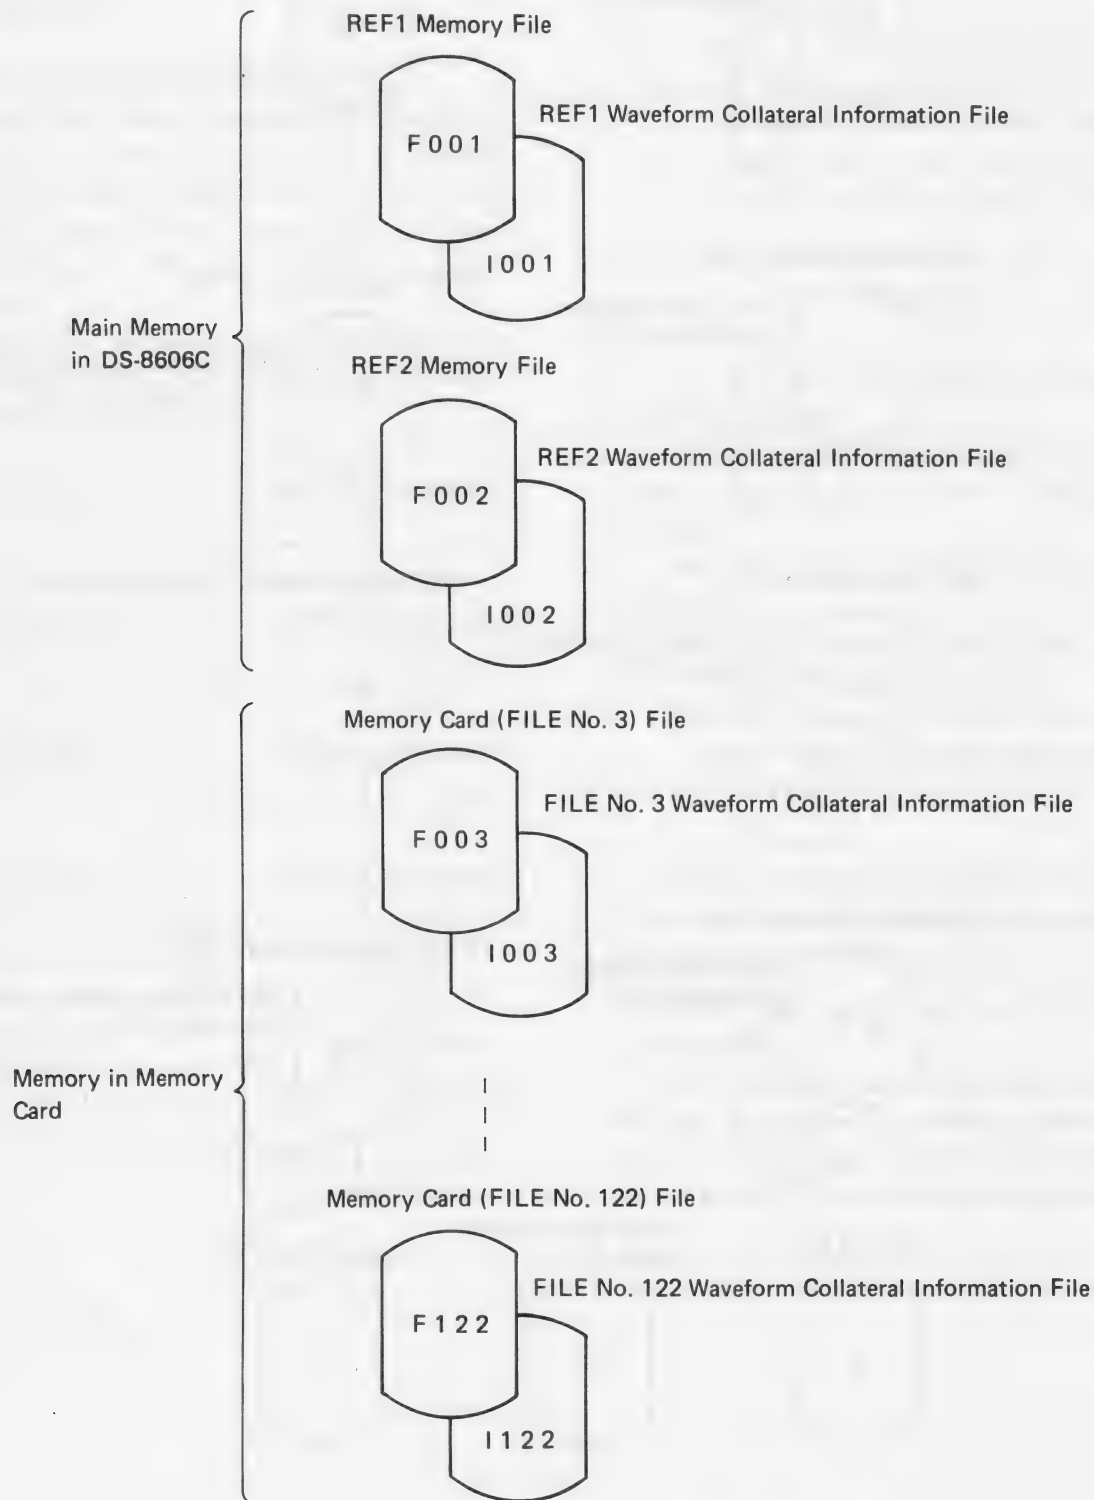 REF1 Memory File
REF1 Waveform Collateral Information File
F001
I001
Main Memory
in DS-8606C
REF2 Memory File
REF2 Waveform Collateral Information File
F002
I002
Memory Card (FILE No. 3) File
FILE No. 3 Waveform Collateral Information File
F003
I003
Memory in Memory
Card
Memory Card (FILE No. 122) File
FILE No. 122 Waveform Collateral Information File
F122
I122